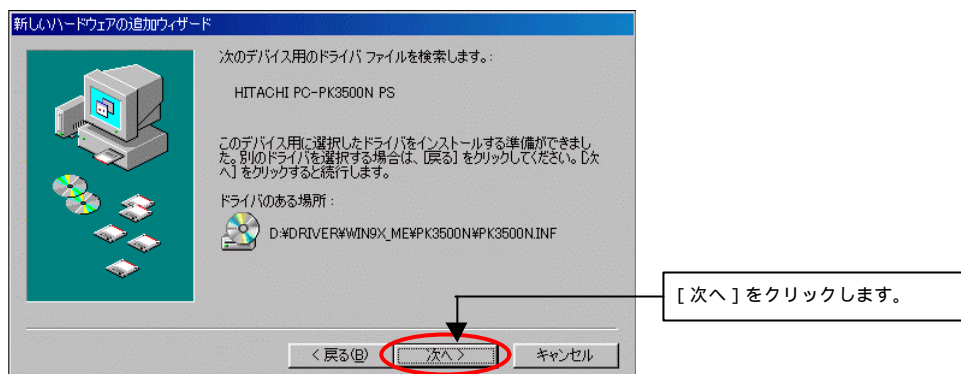 新しいハードウェアの追加ウィザード
次のデバイス用のドライバ ファイルを検索します。:
HITACHI PC-PK3500N PS
このデバイス用に選択したドライバをインストールする準備ができまし
た。別のドライバを選択する場合は、[戻る] をクリックしてください。[次
へ] をクリックすると続行します。
ドライバのある場所:
D:¥DRIVER¥WIN9X_ME¥PK3500N¥PK3500N.INF
[ 次へ ] をクリックします。
< 戻る(B) 次へ > キャンセル